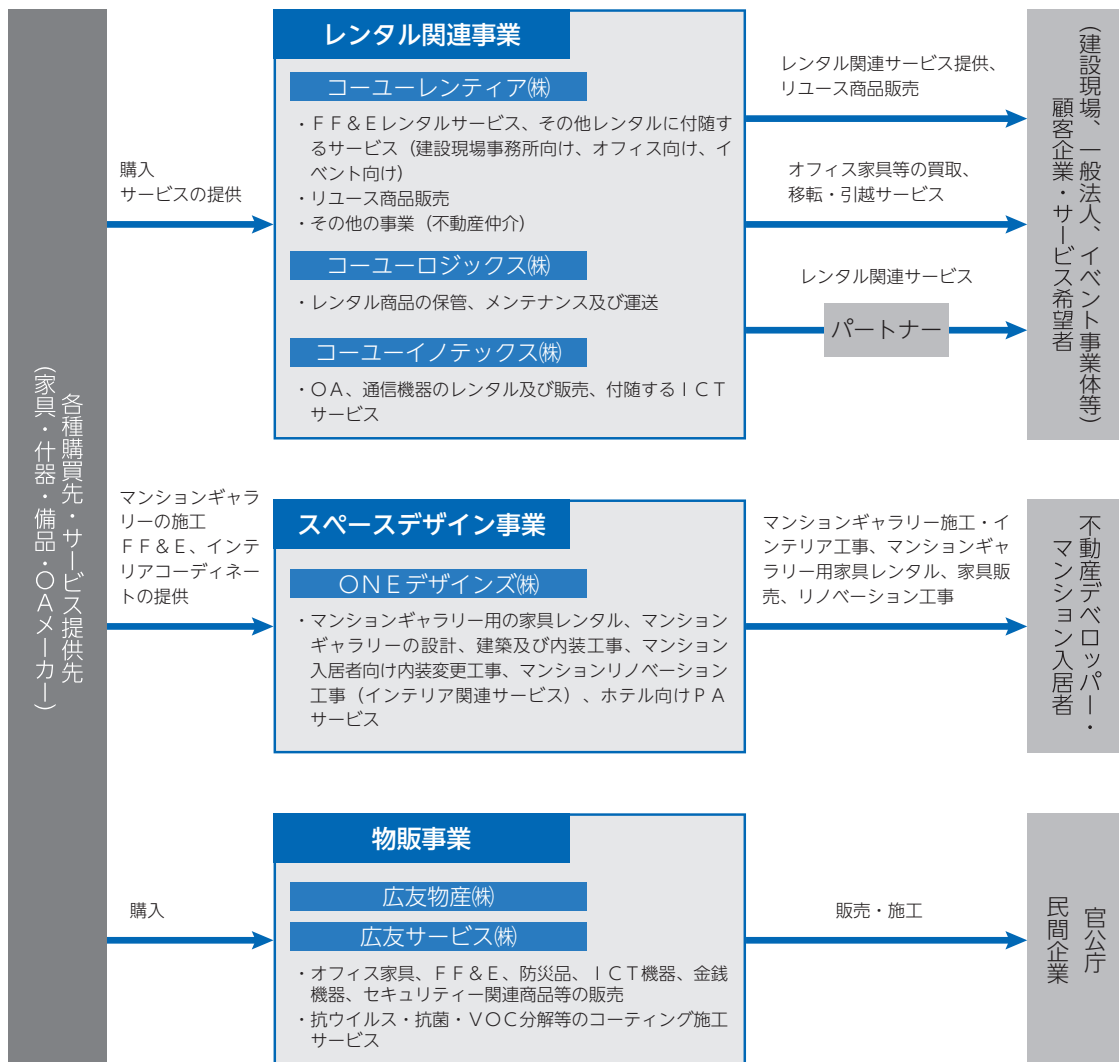 各種購買先・サービス提供先
（家具・什器・備品・ＯＡメーカー）
購入
サービスの提供
レンタル関連事業
コーユーレンティア㈱
・ＦＦ＆Ｅレンタルサービス、その他レンタルに付随す
るサービス（建設現場事務所向け、オフィス向け、イ
ベント向け）
・リユース商品販売
・その他の事業（不動産仲介）
コーユーロジックス㈱
・レンタル商品の保管、メンテナンス及び運送
コーユーイノテックス㈱
・ＯＡ、通信機器のレンタル及び販売、付随するＩＣＴ
サービス
レンタル関連サービス提供、
リユース商品販売
オフィス家具等の買取、
移転・引越サービス
レンタル関連サービス
パートナー
顧客企業・サービス希望者
（建設現場、一般法人、イベント事業体等）
マンションギャラ
リーの施工
ＦＦ＆Ｅ、インテ
リアコーディネー
トの提供
スペースデザイン事業
ＯＮＥデザインズ㈱
・マンションギャラリー用の家具レンタル、マンション
ギャラリーの設計、建築及び内装工事、マンション
入居者向け内装変更工事、マンションリノベーション
工事（インテリア関連サービス）、ホテル向けＰＡ
サービス
マンションギャラリー施工・イ
ンテリア工事、マンションギャ
ラリー用家具レンタル、家具販
売、リノベーション工事
不動産デベロッパー・
マンション入居者
購入
物販事業
広友物産㈱
広友サービス㈱
・オフィス家具、ＦＦ＆Ｅ、防災品、ＩＣＴ機器、金銭
機器、セキュリティー関連商品等の販売
・抗ウイルス・抗菌・ＶＯＣ分解等のコーティング施工
サービス
販売・施工
官公庁
民間企業